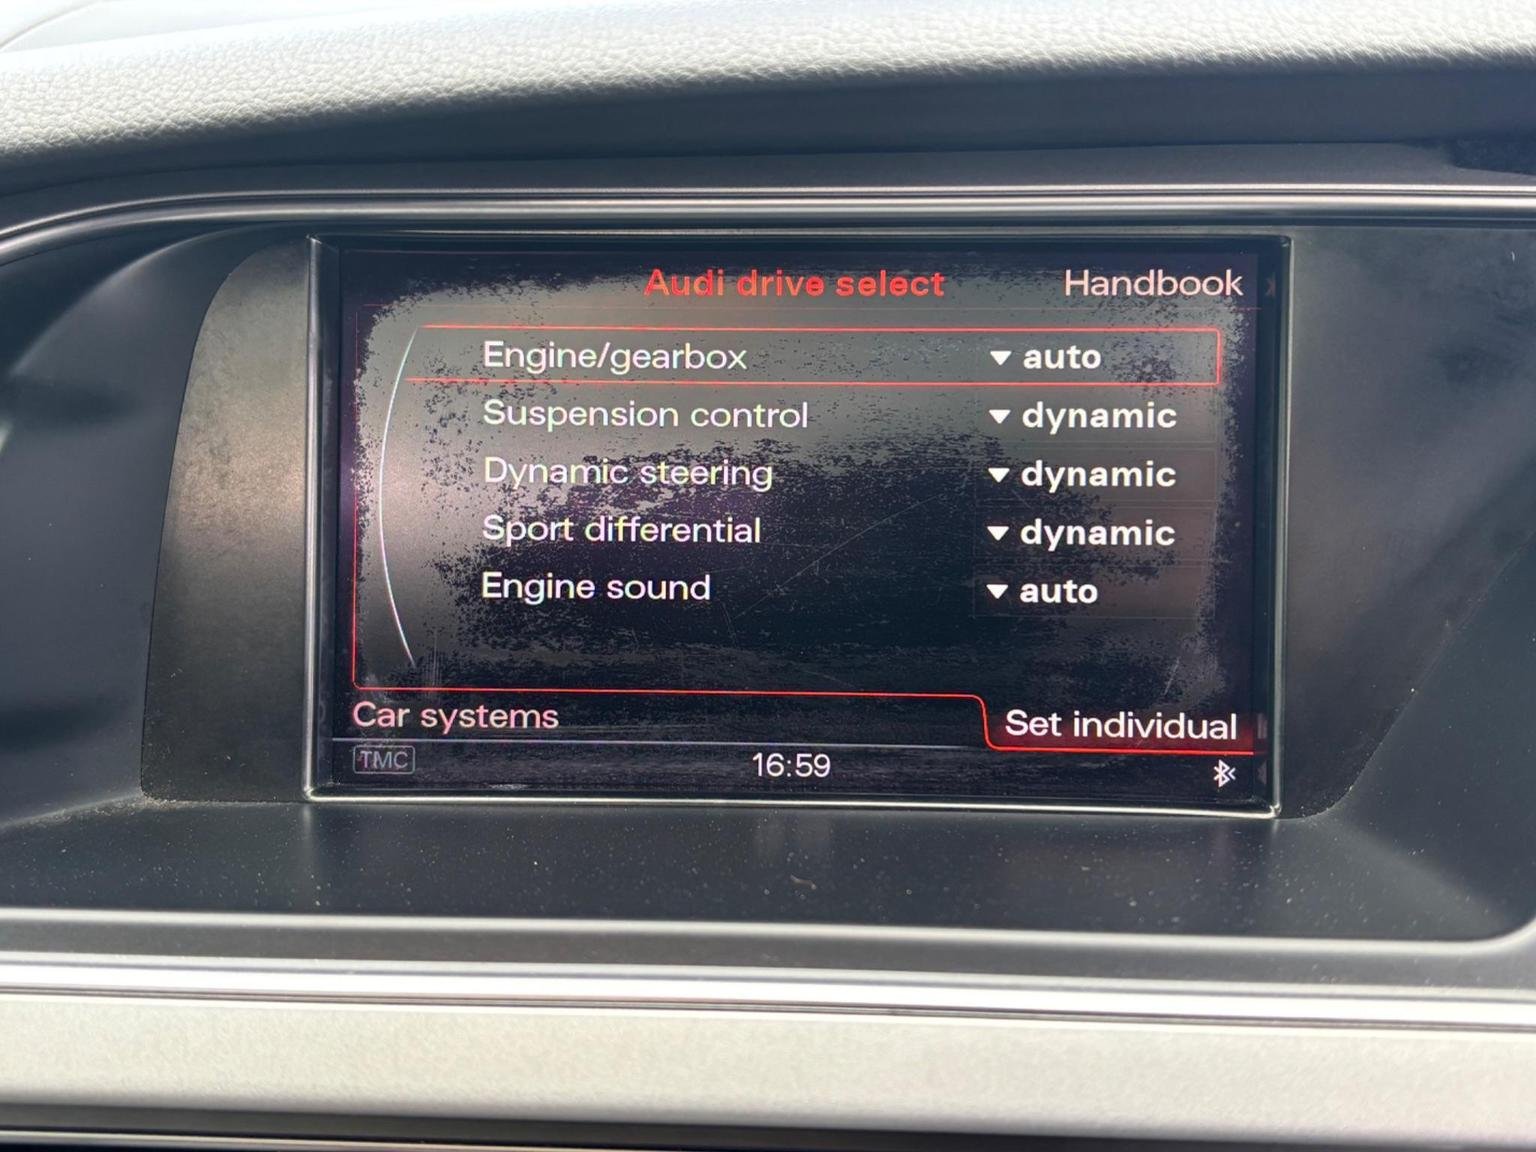 Audi drive select Handbook
Engine/gearbox ▼ auto
Suspension control ▼ dynamic
Dynamic steering ▼ dynamic
Sport differential ▼ dynamic
Engine sound ▼ auto
Car systems Set individual
TMC 16:59